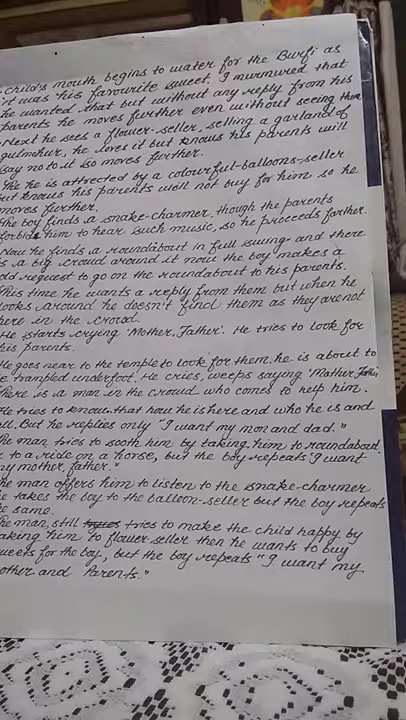 child's mouth begins to water for the Burfi as
it was his favourite sweet. I murmured that
he wanted that but without any reply from his
parents he moves further even without seeing them
Next he sees a flower-seller, selling a garland of
gulmohur, he loves it but knows his parents will
say no to it so moves further.
he is attrected by a colourful-balloons-seller
but knows his parents will not buy for him so he
moves further.
The boy finds a snake-charmer, though the parents
forbids him to hear such music, so he proceeds farther.
Now he finds a roundabout in full swing and there
is a big crowd around it now the boy makes a
request to go on the roundabout to his parents.
This time he wants a reply from them but when he
looks around he doesn't find them as they are not
here in the crowd.
He starts crying 'Mother, Father'. He tries to look for
his parents.
He goes near to the temple to look for them. he is about to
be trampled underfoot. He cries, weeps saying 'Mother, Father,
There is a man in the crowd who comes to help him.
He tries to know that how he is here and who he is and
all. But he replies only "I want my mom and dad."
The man tries to sooth him by taking him to roundabout.
to a ride on a horse, but the boy repeats "I want
my mother, father."
The man offers him to listen to the snake-charmer
he takes the boy to the balloon-seller but the boy repeats
the same.
The man still tries to make the child happy by
taking him to flower-seller then he wants to buy
sweets for the boy, but the boy repeats "I want my
other and Parents."